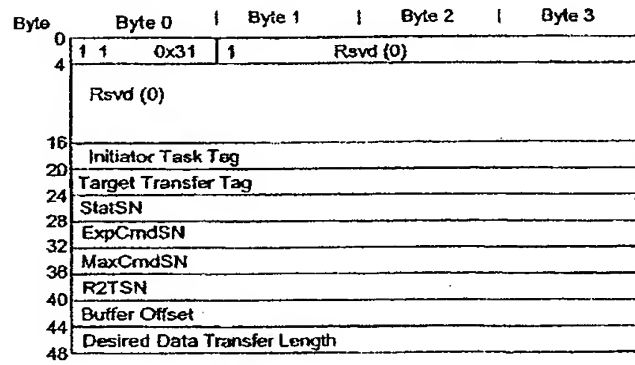 Byte Byte 0 Byte 1 Byte 2 Byte 3
0
1 1 0x31 1 Rsvd (0)
4
Rsvd (0)
16
Initiator Task Tag
20
Target Transfer Tag
24
StatSN
28
ExpCmdSN
32
MaxCmdSN
36
R2TSN
40
Buffer Offset
44
Desired Data Transfer Length
48